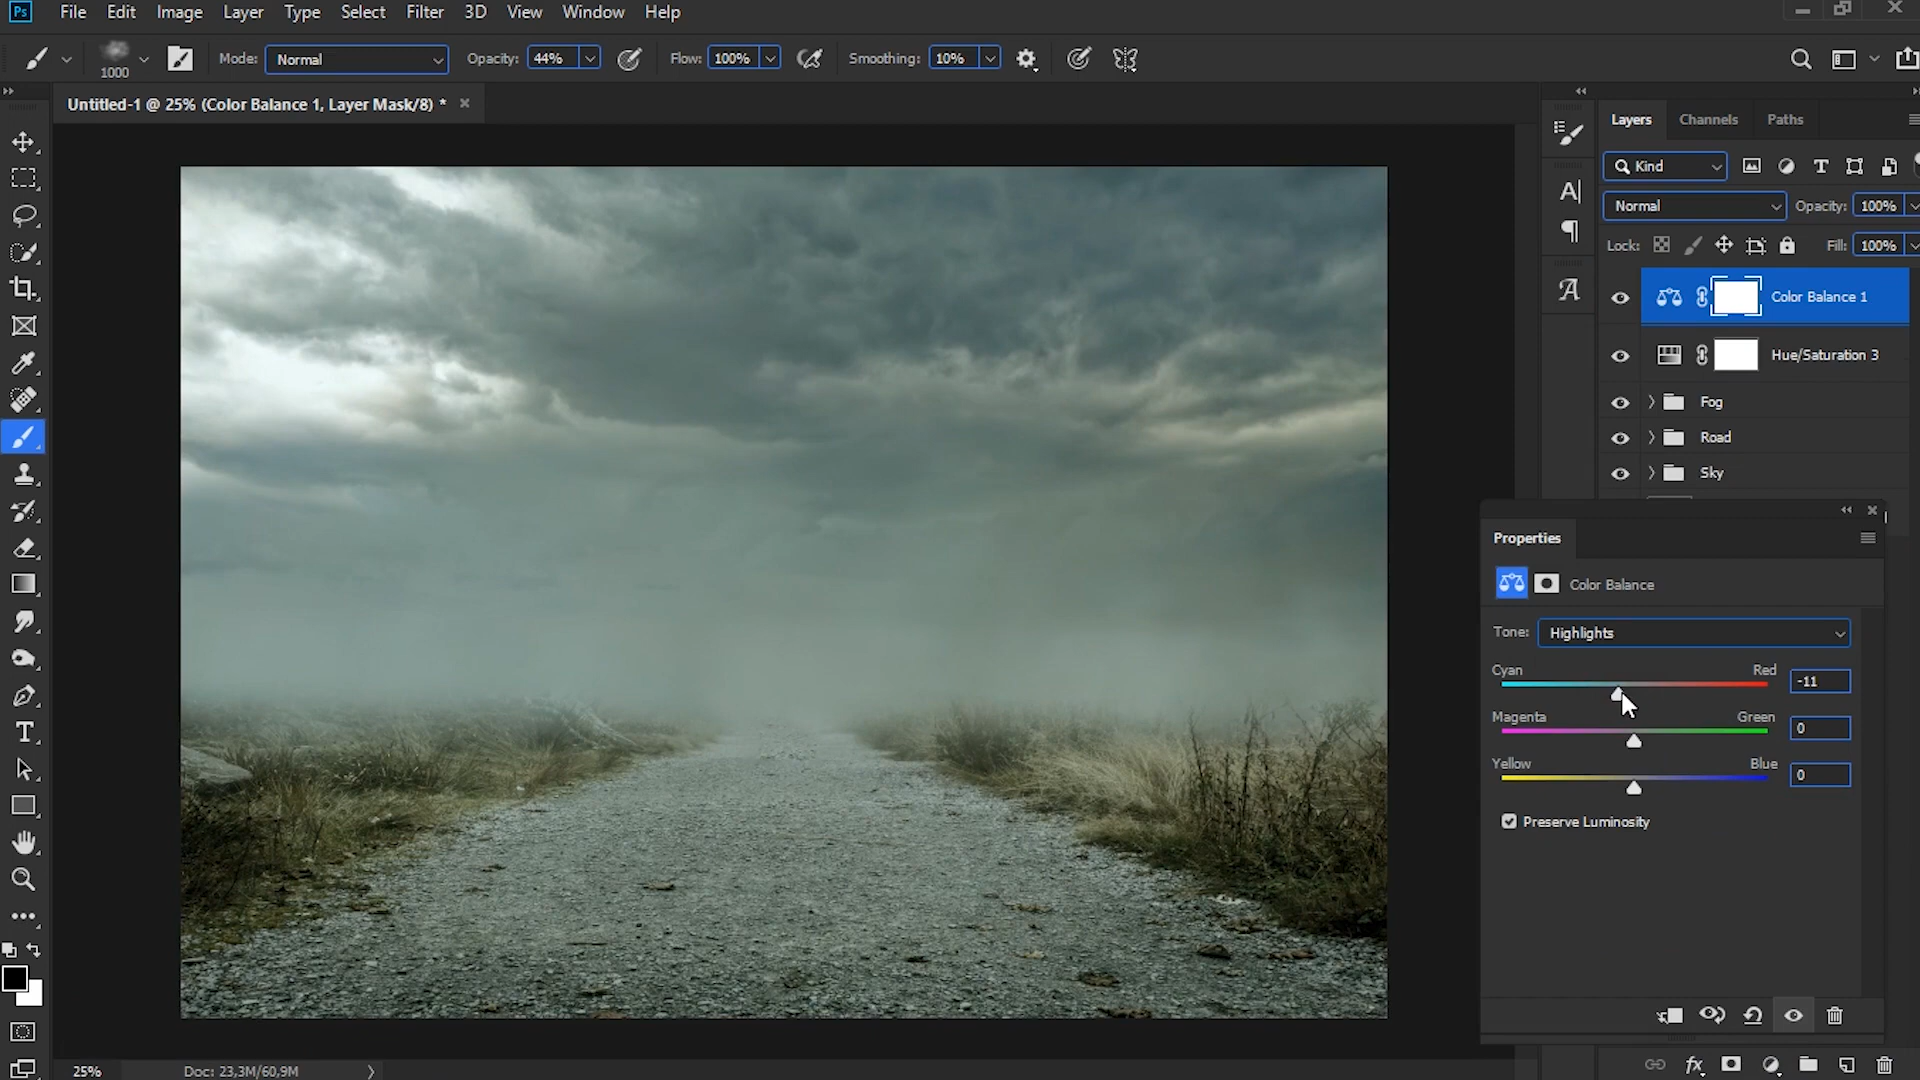 Ps File Edit Image Layer Type Select Filter 3D View Window Help
1000 Mode: Normal Opacity: 44% Flow: 100% Smoothing: 10%
Untitled-1 @ 25% (Color Balance 1, Layer Mask/8) *
Layers Channels Paths
Kind
Normal Opacity: 100%
Lock: Fill: 100%
Color Balance 1
Hue/Saturation 3
Fog
Road
Sky
Properties
Color Balance
Tone: Highlights
Cyan Red -11
Magenta Green 0
Yellow Blue 0
Preserve Luminosity
25% Doc: 23,3M/60,9M